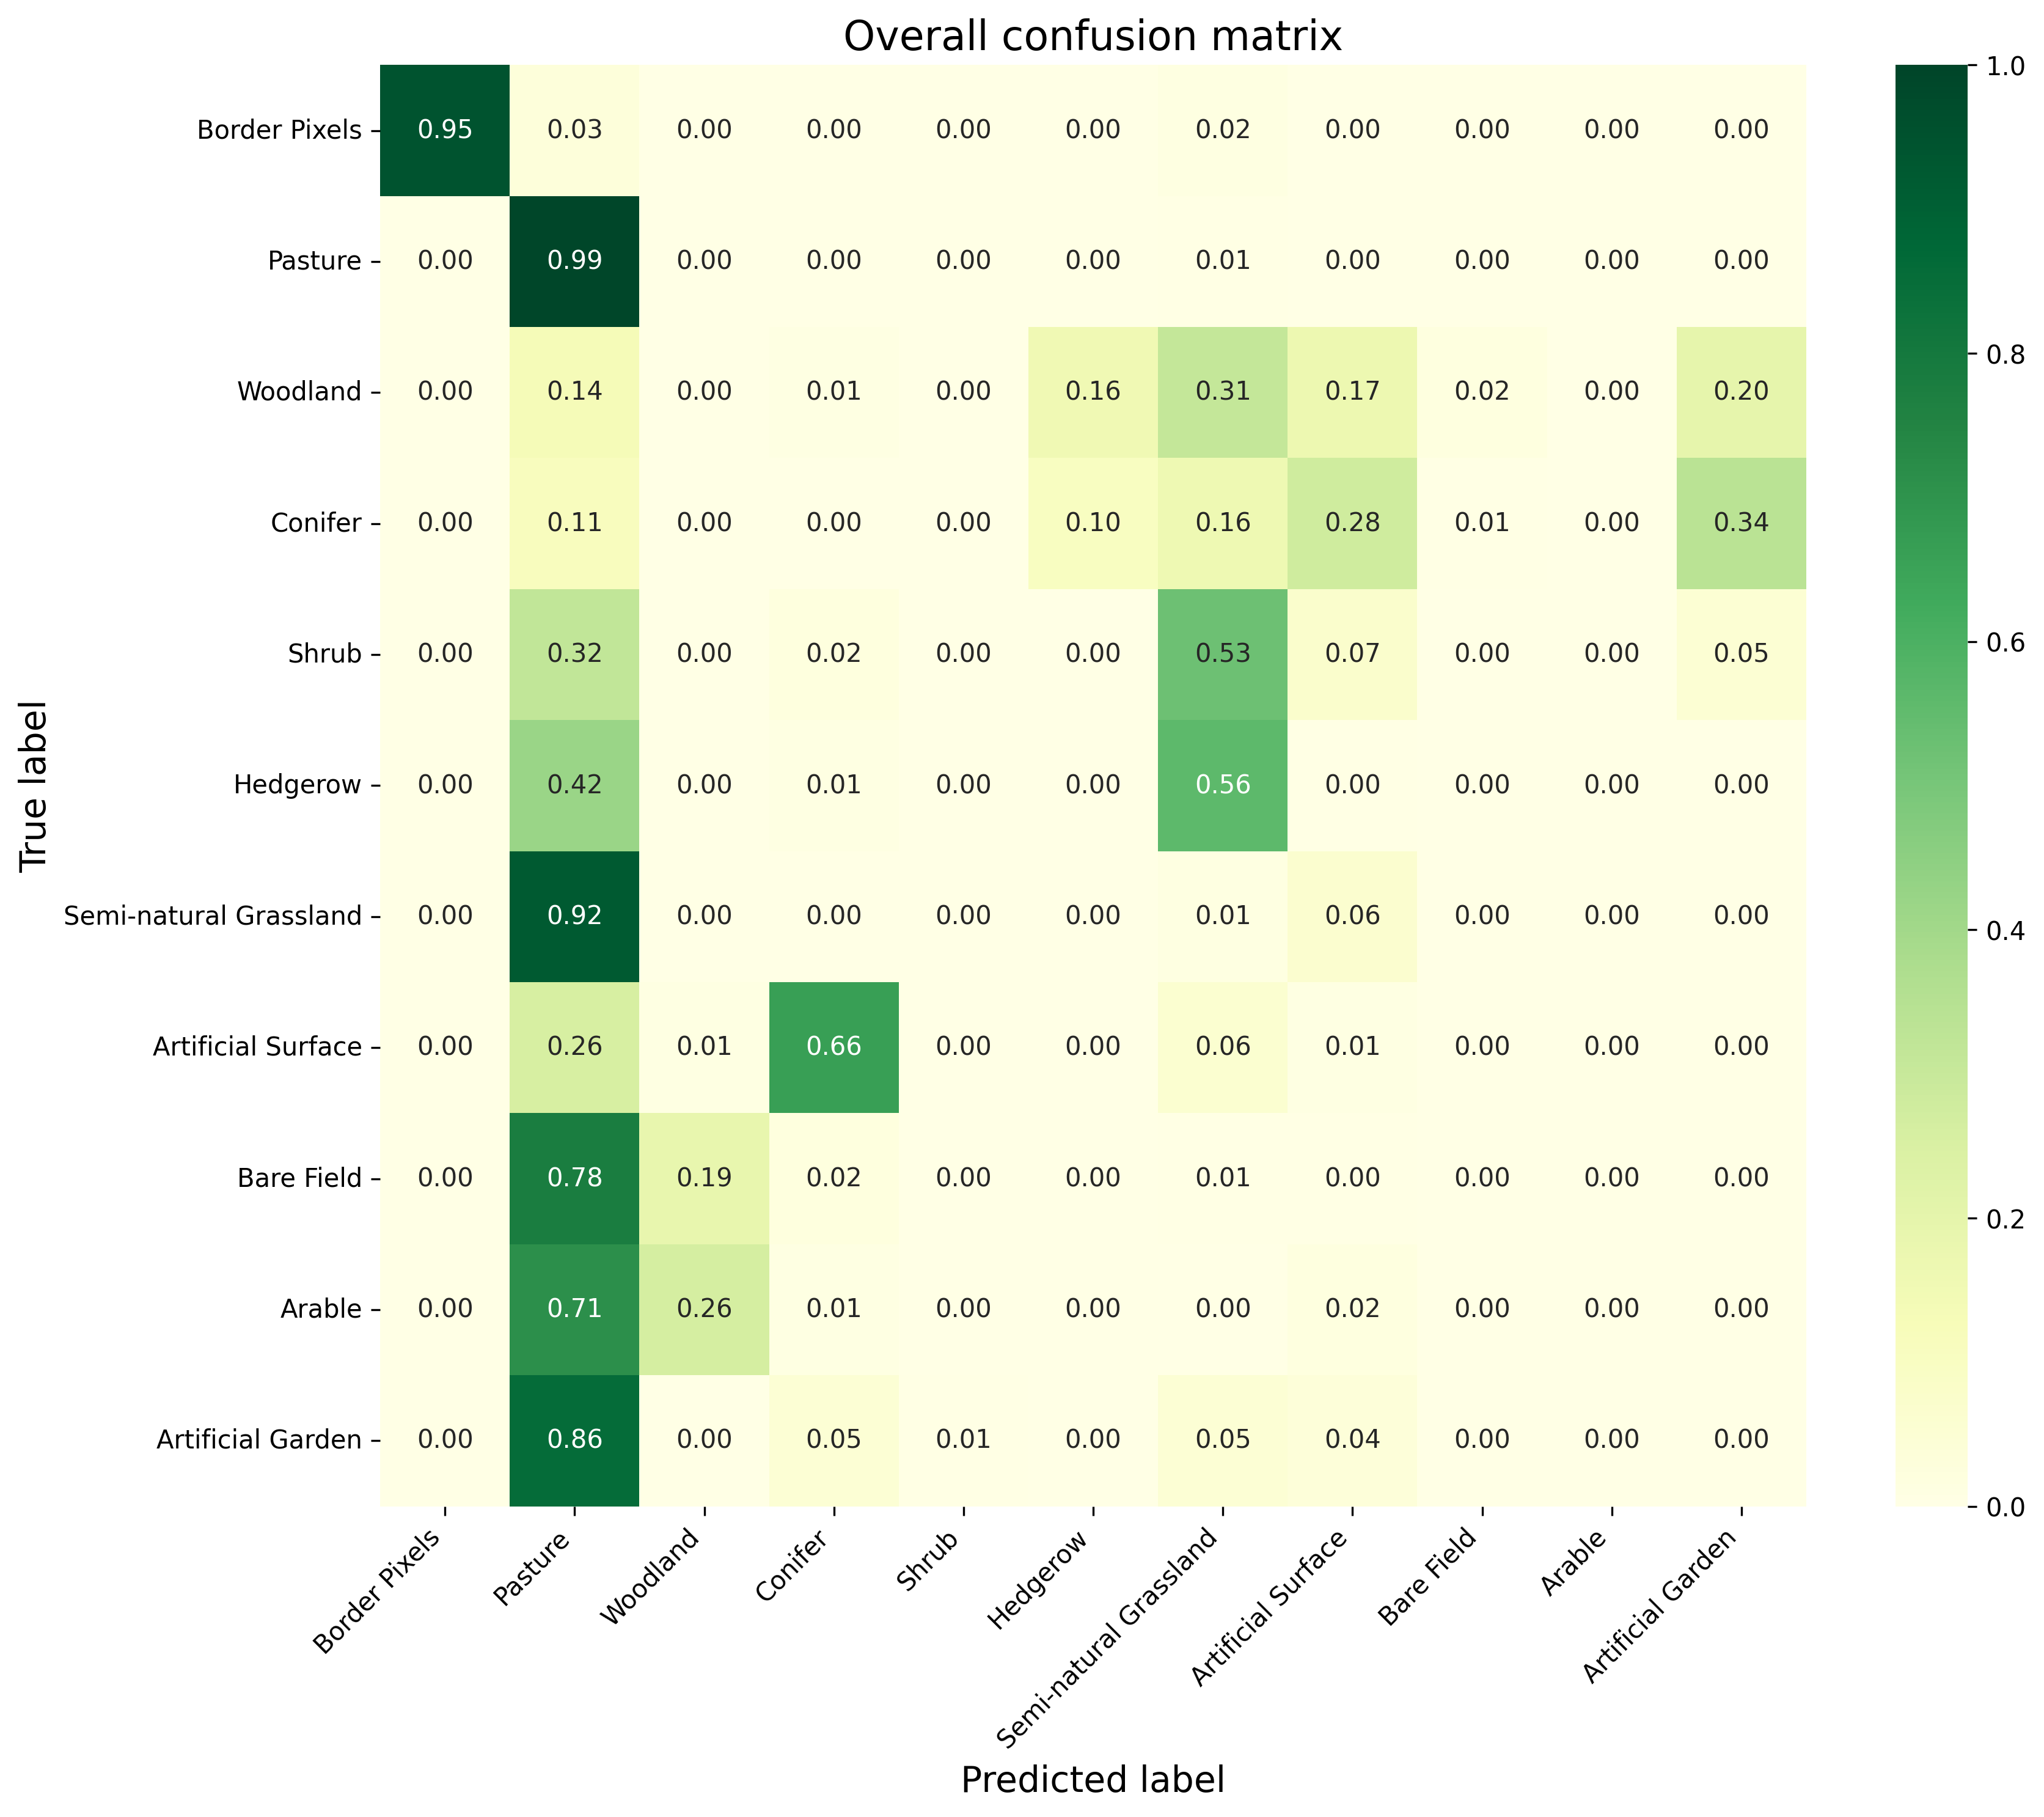 Overall confusion matrix
True label
Border Pixels 0.95 0.03 0.00 0.00 0.00 0.00 0.02 0.00 0.00 0.00 0.00
Pasture 0.00 0.99 0.00 0.00 0.00 0.00 0.01 0.00 0.00 0.00 0.00
Woodland 0.00 0.14 0.00 0.01 0.00 0.16 0.31 0.17 0.02 0.00 0.20
Conifer 0.00 0.11 0.00 0.00 0.00 0.10 0.16 0.28 0.01 0.00 0.34
Shrub 0.00 0.32 0.00 0.02 0.00 0.00 0.53 0.07 0.00 0.00 0.05
Hedgerow 0.00 0.42 0.00 0.01 0.00 0.00 0.56 0.00 0.00 0.00 0.00
Semi-natural Grassland 0.00 0.92 0.00 0.00 0.00 0.00 0.01 0.06 0.00 0.00 0.00
Artificial Surface 0.00 0.26 0.01 0.66 0.00 0.00 0.06 0.01 0.00 0.00 0.00
Bare Field 0.00 0.78 0.19 0.02 0.00 0.00 0.01 0.00 0.00 0.00 0.00
Arable 0.00 0.71 0.26 0.01 0.00 0.00 0.00 0.02 0.00 0.00 0.00
Artificial Garden 0.00 0.86 0.00 0.05 0.01 0.00 0.05 0.04 0.00 0.00 0.00
Border Pixels
Pasture
Woodland
Conifer
Shrub
Hedgerow
Semi-natural Grassland
Artificial Surface
Bare Field
Arable
Artificial Garden
Predicted label
1.0
0.8
0.6
0.4
0.2
0.0